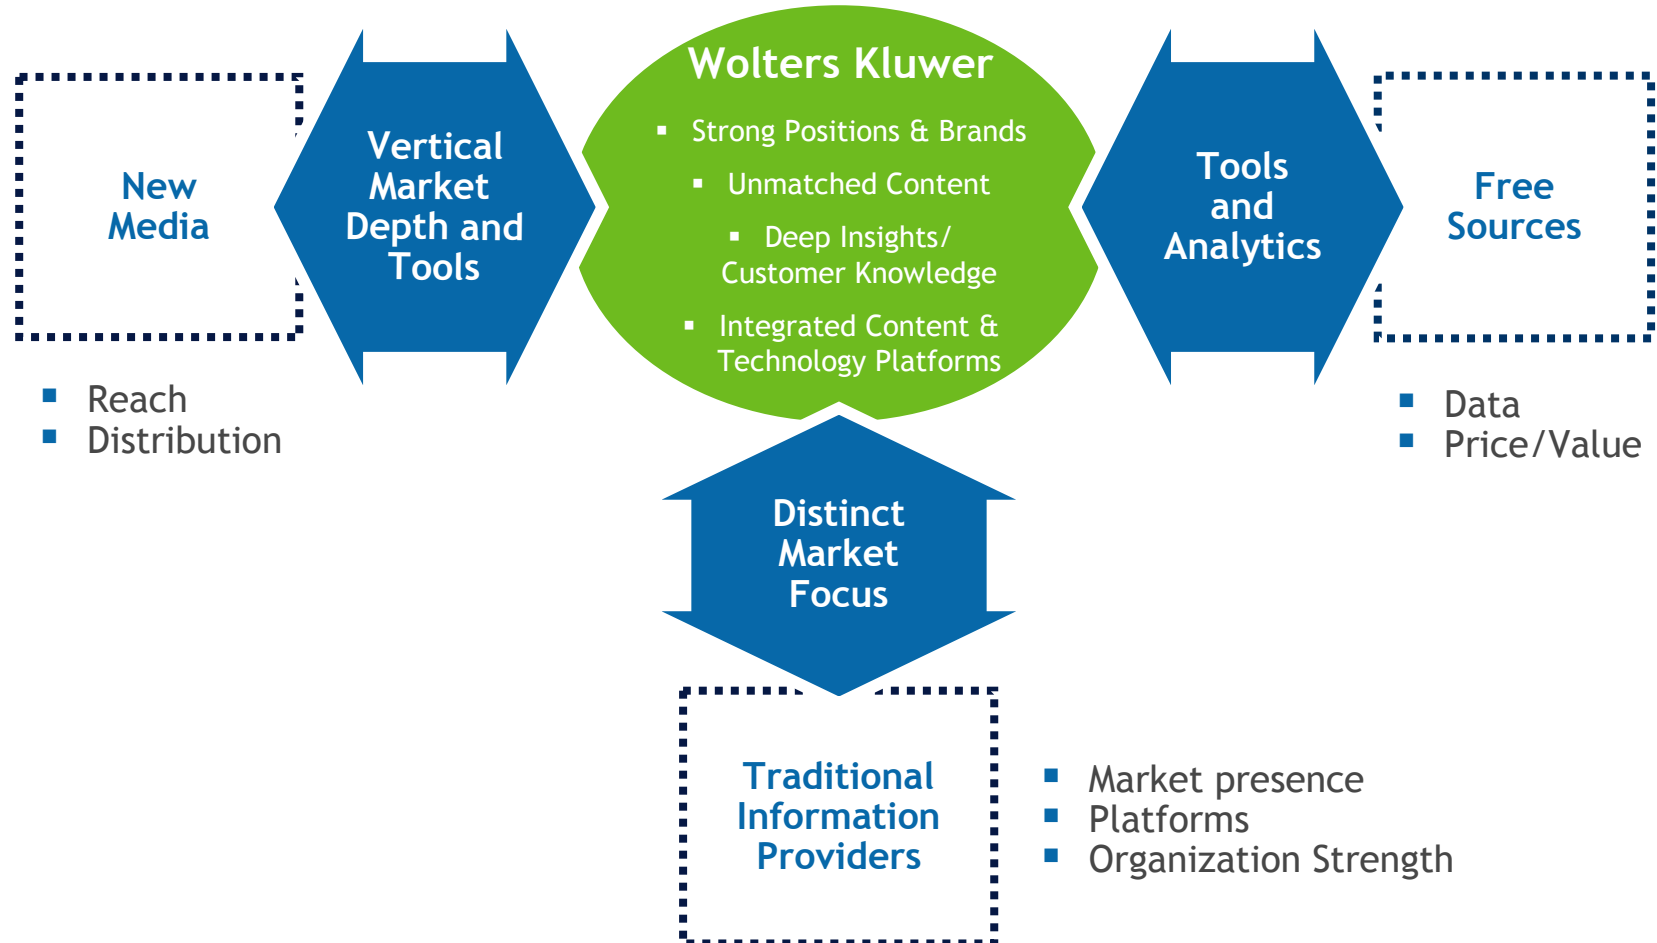 Wolters Kluwer
▪ Strong Positions & Brands
▪ Unmatched Content
▪ Deep Insights/
Customer Knowledge
▪ Integrated Content &
Technology Platforms
New
Media
▪ Reach
▪ Distribution
Vertical
Market
Depth and
Tools
Tools
and
Analytics
Free
Sources
▪ Data
▪ Price/Value
Distinct
Market
Focus
Traditional
Information
Providers
▪ Market presence
▪ Platforms
▪ Organization Strength